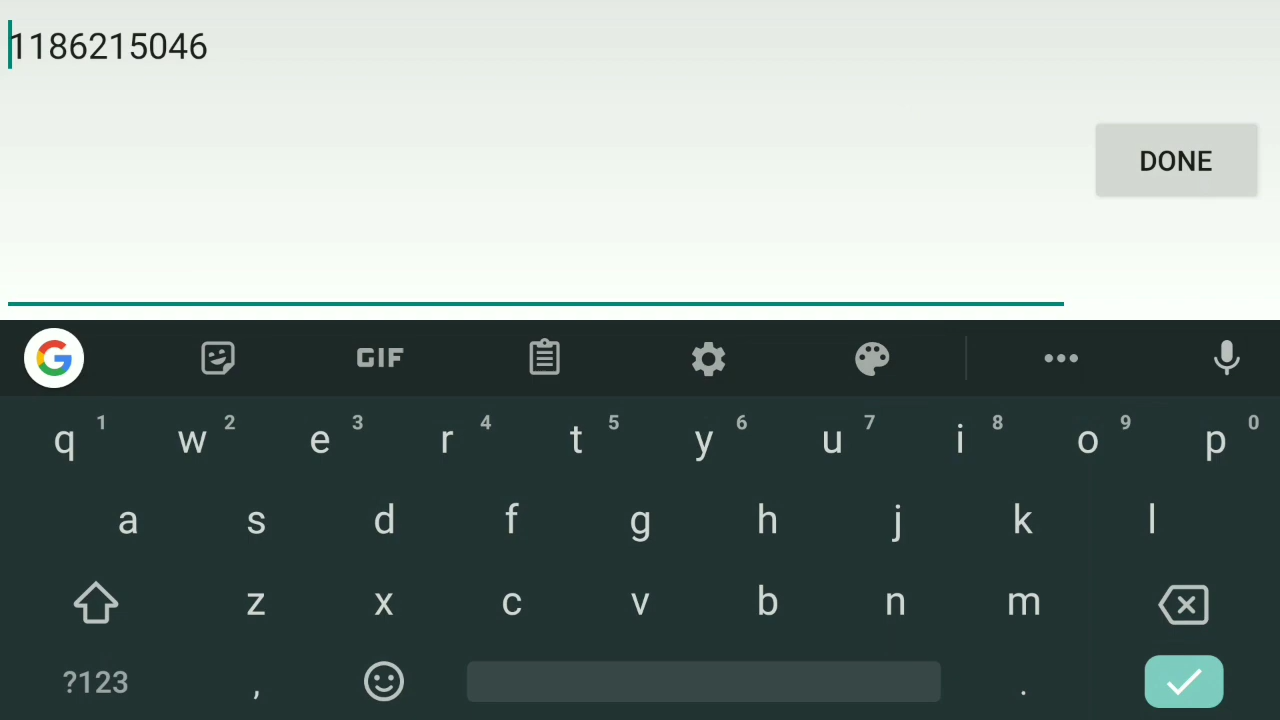 1186215046
DONE
GIF
q 1 w 2 e 3 r 4 t 5 y 6 u 7 i 8 o 9 p 0
a s d f g h j k l
z x c v b n m
?123 , .